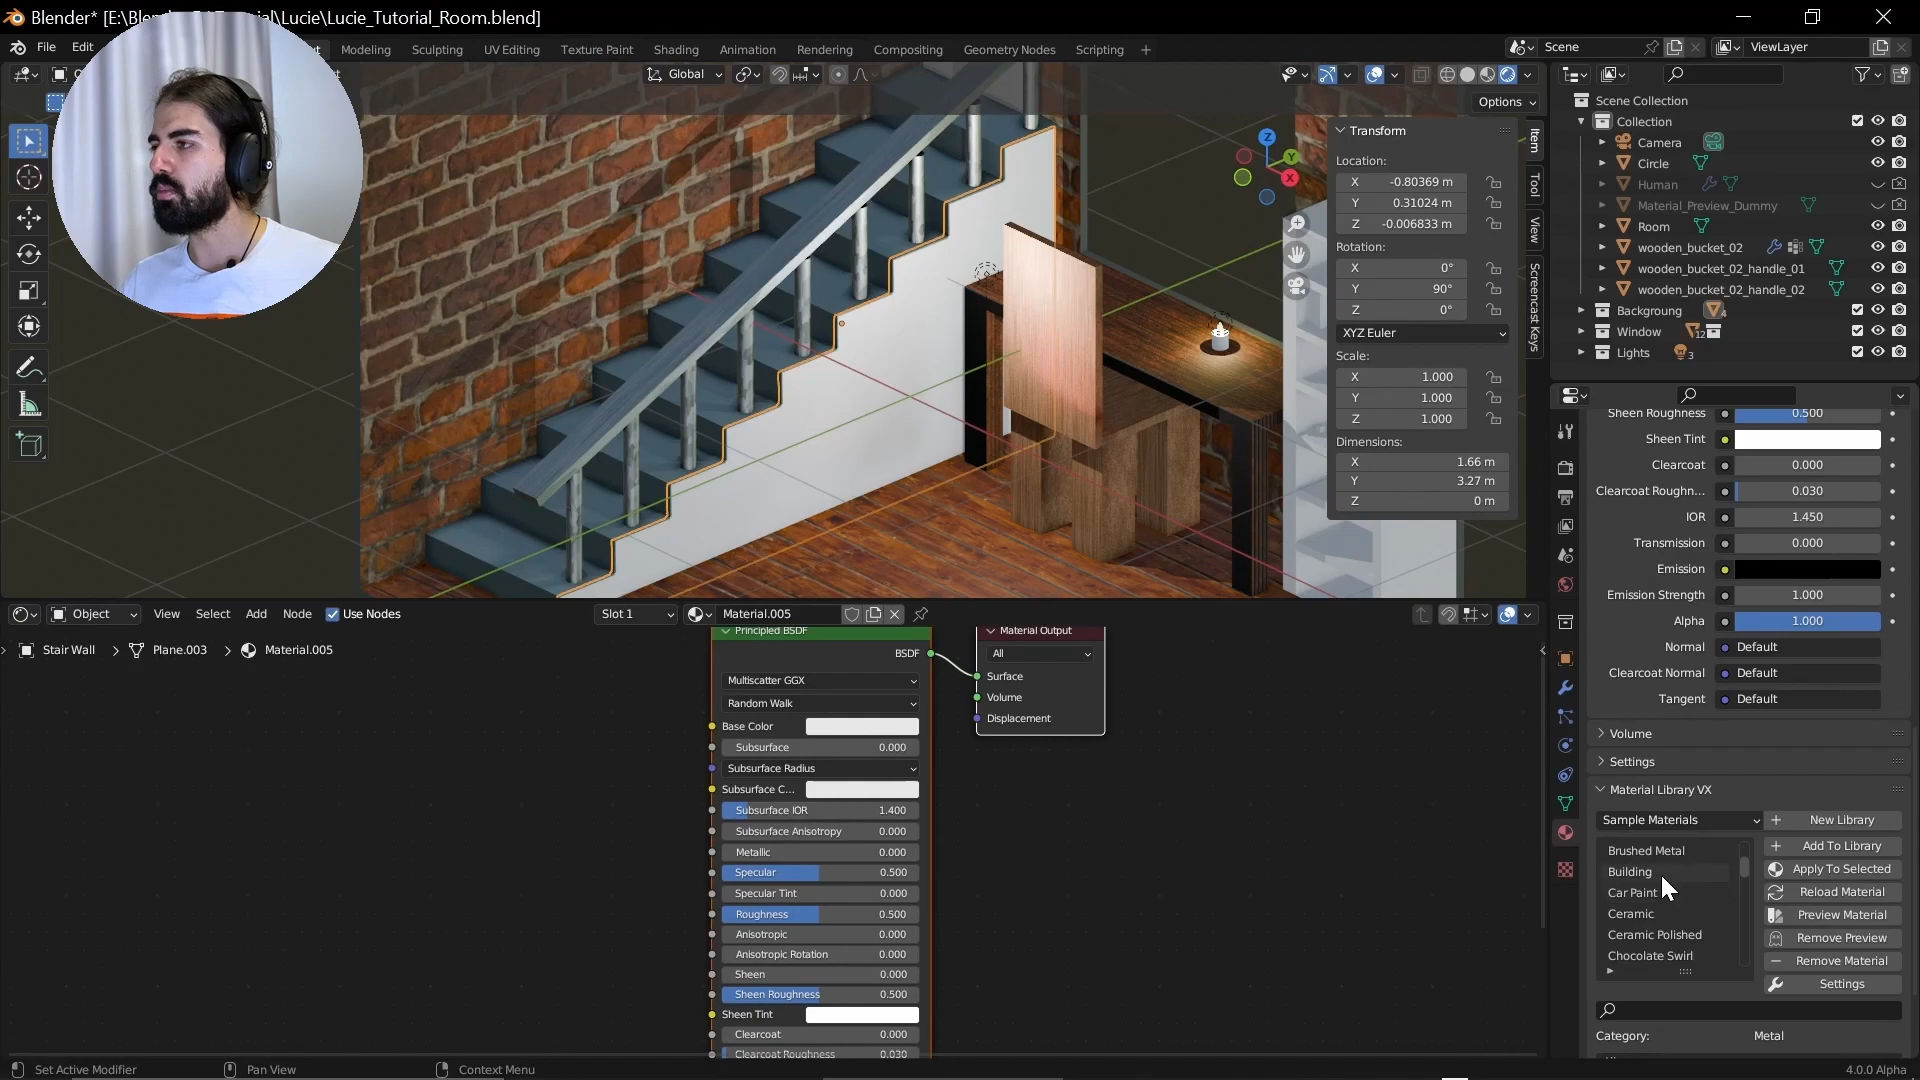 Blender* [E:\Blen
al\Lucie\Lucie_Tutorial_Room.blend]
File
Edit
Modeling
Sculpting
UV Editing
Texture Paint
Shading
Animation
Rendering
Compositing
Geometry Nodes
Scripting
+
Scene
ViewLayer
Global
Options
Transform
Location:
X -0.80369 m
Y 0.31024 m
Z -0.006833 m
Rotation:
X 0°
Y 90°
Z 0°
XYZ Euler
Scale:
X 1.000
Y 1.000
Z 1.000
Dimensions:
X 1.66 m
Y 3.27 m
Z 0 m
Item
Tool
View
Screencast Keys
Z
Y
X
Scene Collection
Collection
Camera
Circle
Human
Material_Preview_Dummy
Room
wooden_bucket_02
wooden_bucket_02_handle_01
wooden_bucket_02_handle_02
Backgroung 4
Window 12
Lights 3
Sheen Roughness 0.500
Sheen Tint
Clearcoat 0.000
Clearcoat Roughn... 0.030
IOR 1.450
Transmission 0.000
Emission
Emission Strength 1.000
Alpha 1.000
Normal Default
Clearcoat Normal Default
Tangent Default
Volume
Settings
Material Library VX
Sample Materials
New Library
Brushed Metal
Building
Car Paint
Ceramic
Ceramic Polished
Chocolate Swirl
Add To Library
Apply To Selected
Reload Material
Preview Material
Remove Preview
Remove Material
Settings
Category: Metal
Object
View
Select
Add
Node
Use Nodes
Slot 1
Material.005
Stair Wall > Plane.003 > Material.005
Principled BSDF
BSDF
Multiscatter GGX
Random Walk
Base Color
Subsurface 0.000
Subsurface Radius
Subsurface C...
Subsurface IOR 1.400
Subsurface Anisotropy 0.000
Metallic 0.000
Specular 0.500
Specular Tint 0.000
Roughness 0.500
Anisotropic 0.000
Anisotropic Rotation 0.000
Sheen 0.000
Sheen Roughness 0.500
Sheen Tint
Clearcoat 0.000
Clearcoat Roughness 0.030
Material Output
All
Surface
Volume
Displacement
Set Active Modifier
Pan View
Context Menu
4.0.0 Alpha